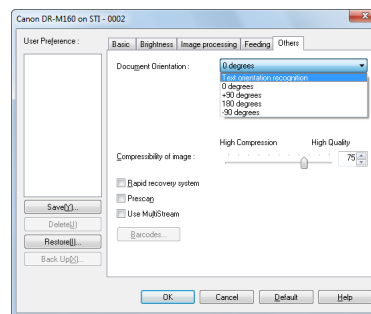 Canon DR-M160 on STI - 0002
User Preference :
Basic Brightness Image processing Feeding Others
Document Orientation :
0 degrees
Text orientation recognition
0 degrees
+90 degrees
180 degrees
-90 degrees
High Compression High Quality
Compressibility of image :
75
Rapid recovery system
Prescan
Use MultiStream
Barcodes...
Save(Y)...
Delete(J)
Restore(I)...
Back Up(X)...
OK Cancel Default Help